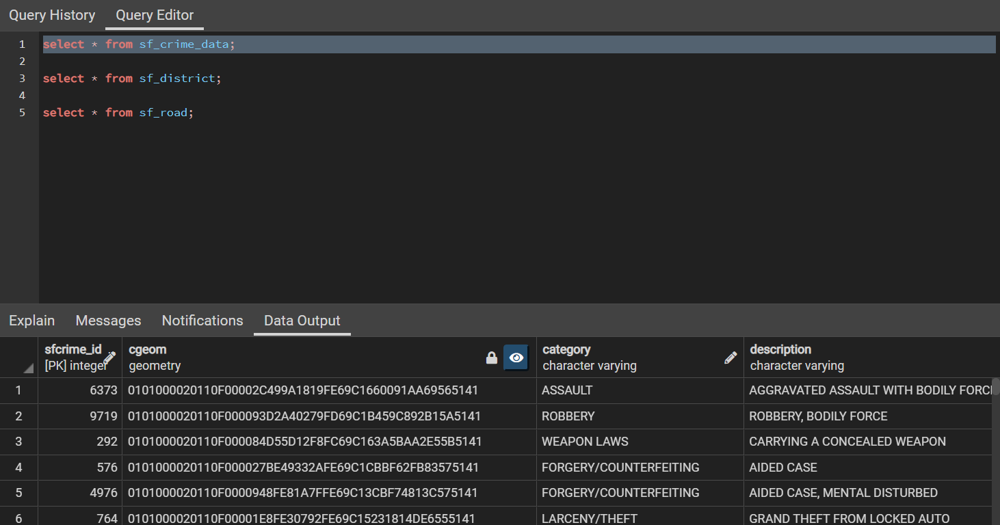 Query History Query Editor
1 select * from sf_crime_data;
2
3 select * from sf_district;
4
5 select * from sf_road;
Explain Messages Notifications Data Output
sfcrime_id cgeom category description
[PK] integer geometry character varying character varying
1 6373 0101000020110F00002C499A1819FE69C1660091AA69565141 ASSAULT AGGRAVATED ASSAULT WITH BODILY FORCE
2 9719 0101000020110F000093D2A40279FD69C1B459C892B15A5141 ROBBERY ROBBERY, BODILY FORCE
3 292 0101000020110F000084D55D12F8FC69C163A5BAA2E55B5141 WEAPON LAWS CARRYING A CONCEALED WEAPON
4 576 0101000020110F000027BE49332AFE69C1CBBF62FB83575141 FORGERY/COUNTERFEITING AIDED CASE
5 4976 0101000020110F0000948FE81A7FFE69C13CBF74813C575141 FORGERY/COUNTERFEITING AIDED CASE, MENTAL DISTURBED
6 764 0101000020110F00001E8FE30792FE69C15231814DE6555141 LARCENY/THEFT GRAND THEFT FROM LOCKED AUTO